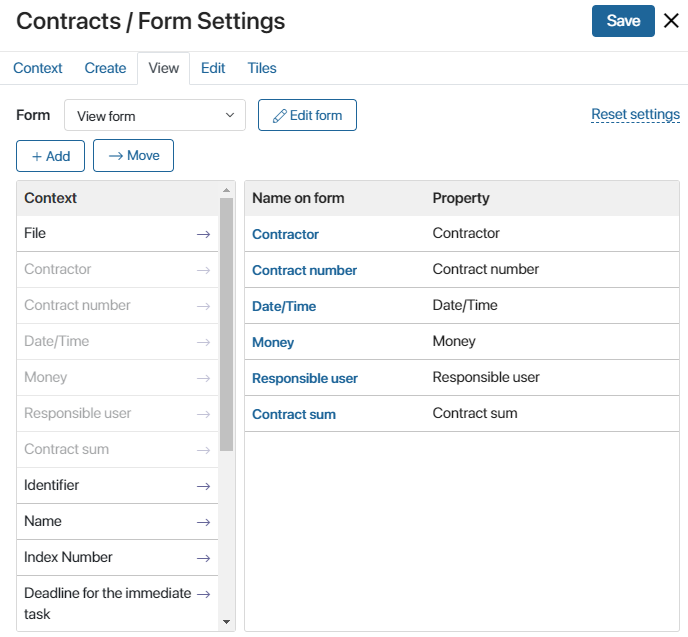 Contracts / Form Settings
Save
Context Create View Edit Tiles
Form View form Edit form Reset settings
+ Add → Move
Context
File →
Contractor →
Contract number →
Date/Time →
Money →
Responsible user →
Contract sum →
Identifier →
Name →
Index Number →
Deadline for the immediate →
task
Name on form Property
Contractor Contractor
Contract number Contract number
Date/Time Date/Time
Money Money
Responsible user Responsible user
Contract sum Contract sum